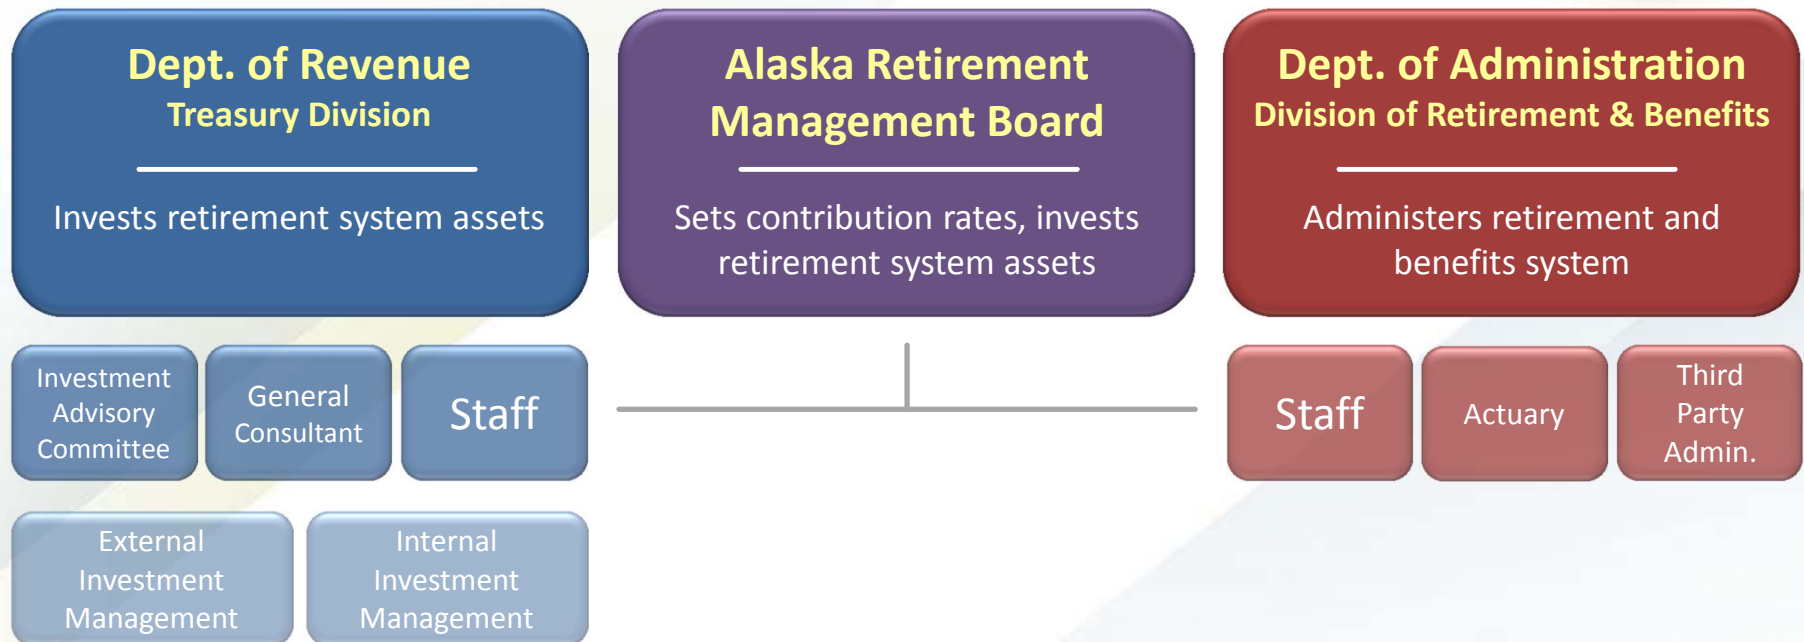 Dept. of Revenue
Treasury Division
Invests retirement system assets
Alaska Retirement
Management Board
Sets contribution rates, invests
retirement system assets
Dept. of Administration
Division of Retirement & Benefits
Administers retirement and
benefits system
Investment
Advisory
Committee
General
Consultant
Staff
Staff
Actuary
Third
Party
Admin.
External
Investment
Management
Internal
Investment
Management